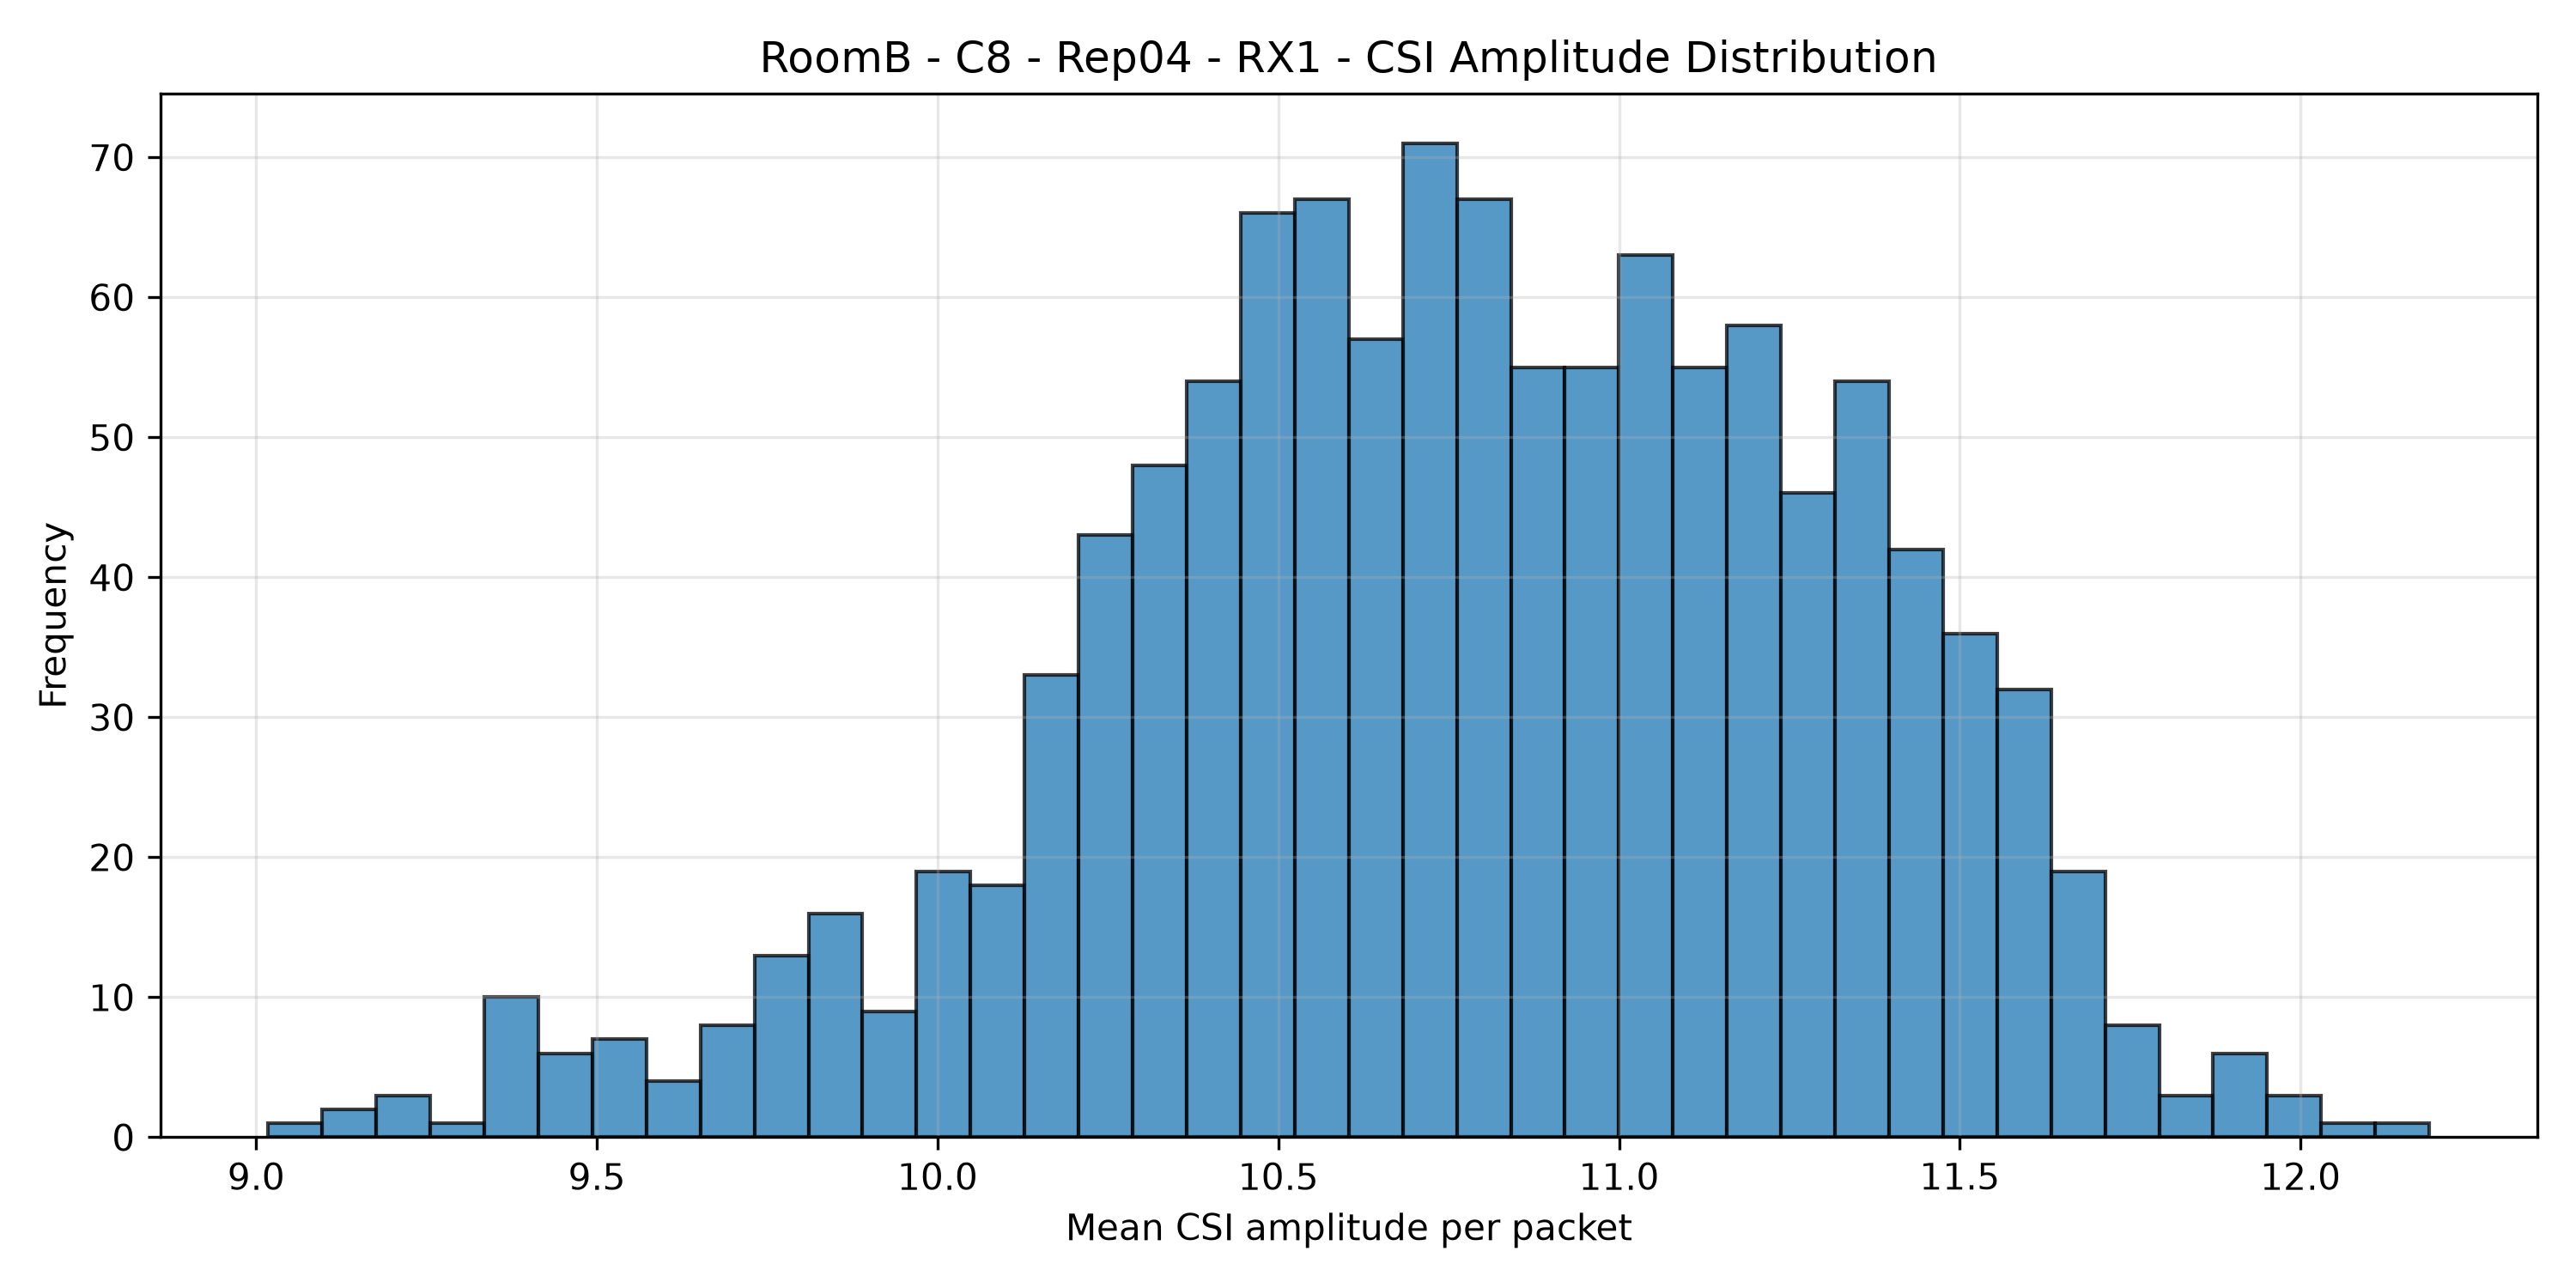 RoomB - C8 - Rep04 - RX1 - CSI Amplitude Distribution
70
60
50
40
30
20
10
0
Frequency
9.0 9.5 10.0 10.5 11.0 11.5 12.0
Mean CSI amplitude per packet